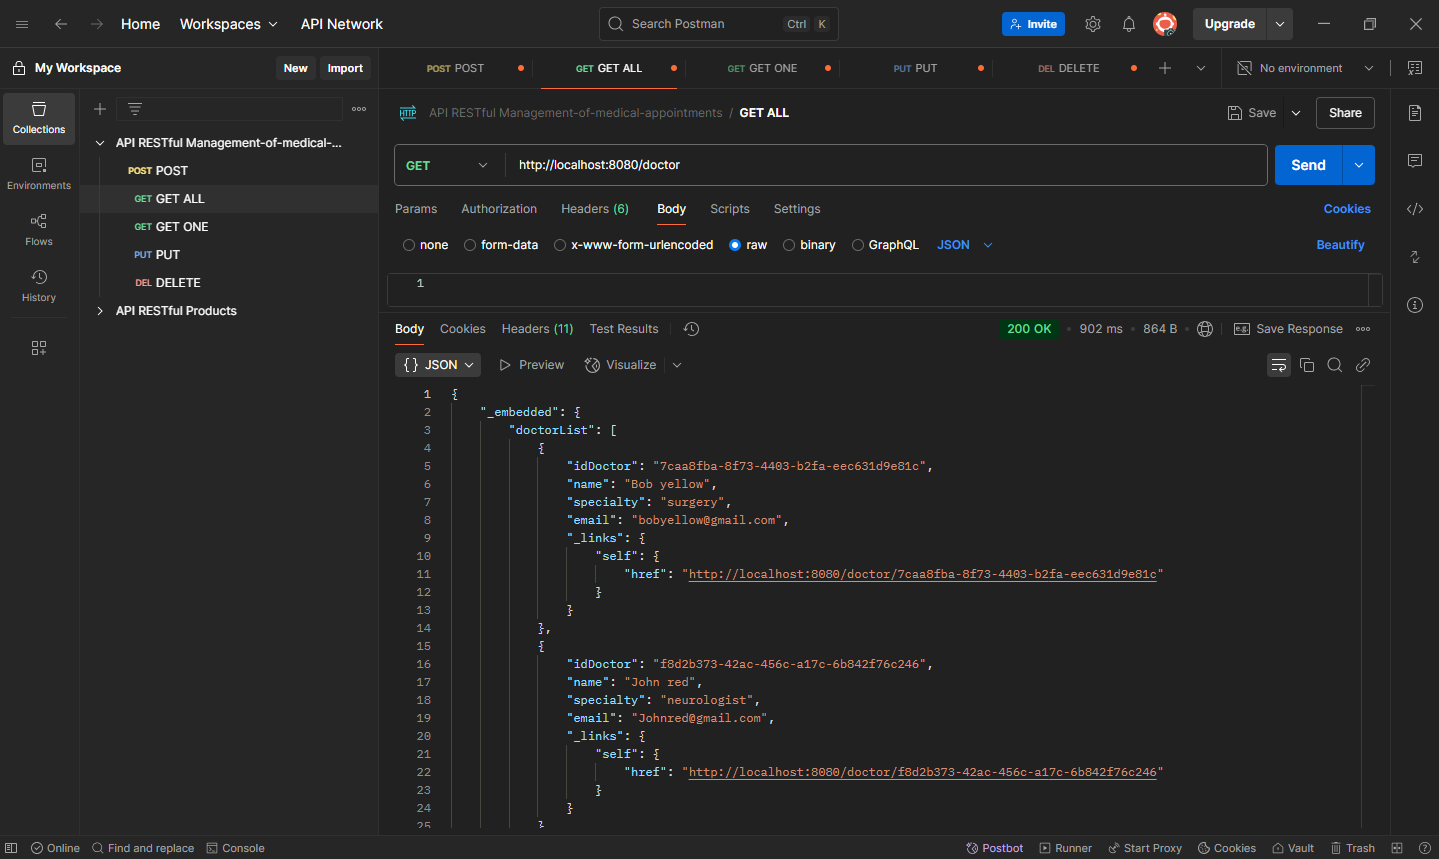 Home Workspaces API Network Search Postman Ctrl K Invite Upgrade
My Workspace New Import POST POST GET GET ALL GET GET ONE PUT PUT DEL DELETE No environment
Collections
Environments
Flows
History
API RESTful Management-of-medical-...
POST POST
GET GET ALL
GET GET ONE
PUT PUT
DEL DELETE
API RESTful Products
HTTP API RESTful Management-of-medical-appointments / GET ALL Save Share
GET http://localhost:8080/doctor Send
Params Authorization Headers (6) Body Scripts Settings Cookies
none form-data x-www-form-urlencoded raw binary GraphQL JSON Beautify
1
Body Cookies Headers (11) Test Results 200 OK • 902 ms • 864 B • e.g. Save Response
{} JSON Preview Visualize
1 {
2 "_embedded": {
3 "doctorList": [
4 {
5 "idDoctor": "7caa8fba-8f73-4403-b2fa-eec631d9e81c",
6 "name": "Bob yellow",
7 "specialty": "surgery",
8 "email": "bobyellow@gmail.com",
9 "_links": {
10 "self": {
11 "href": "http://localhost:8080/doctor/7caa8fba-8f73-4403-b2fa-eec631d9e81c"
12 }
13 }
14 },
15 {
16 "idDoctor": "f8d2b373-42ac-456c-a17c-6b842f76c246",
17 "name": "John red",
18 "specialty": "neurologist",
19 "email": "Johnred@gmail.com",
20 "_links": {
21 "self": {
22 "href": "http://localhost:8080/doctor/f8d2b373-42ac-456c-a17c-6b842f76c246"
23 }
24 }
25 }
Online Find and replace Console Postbot Runner Start Proxy Cookies Vault Trash